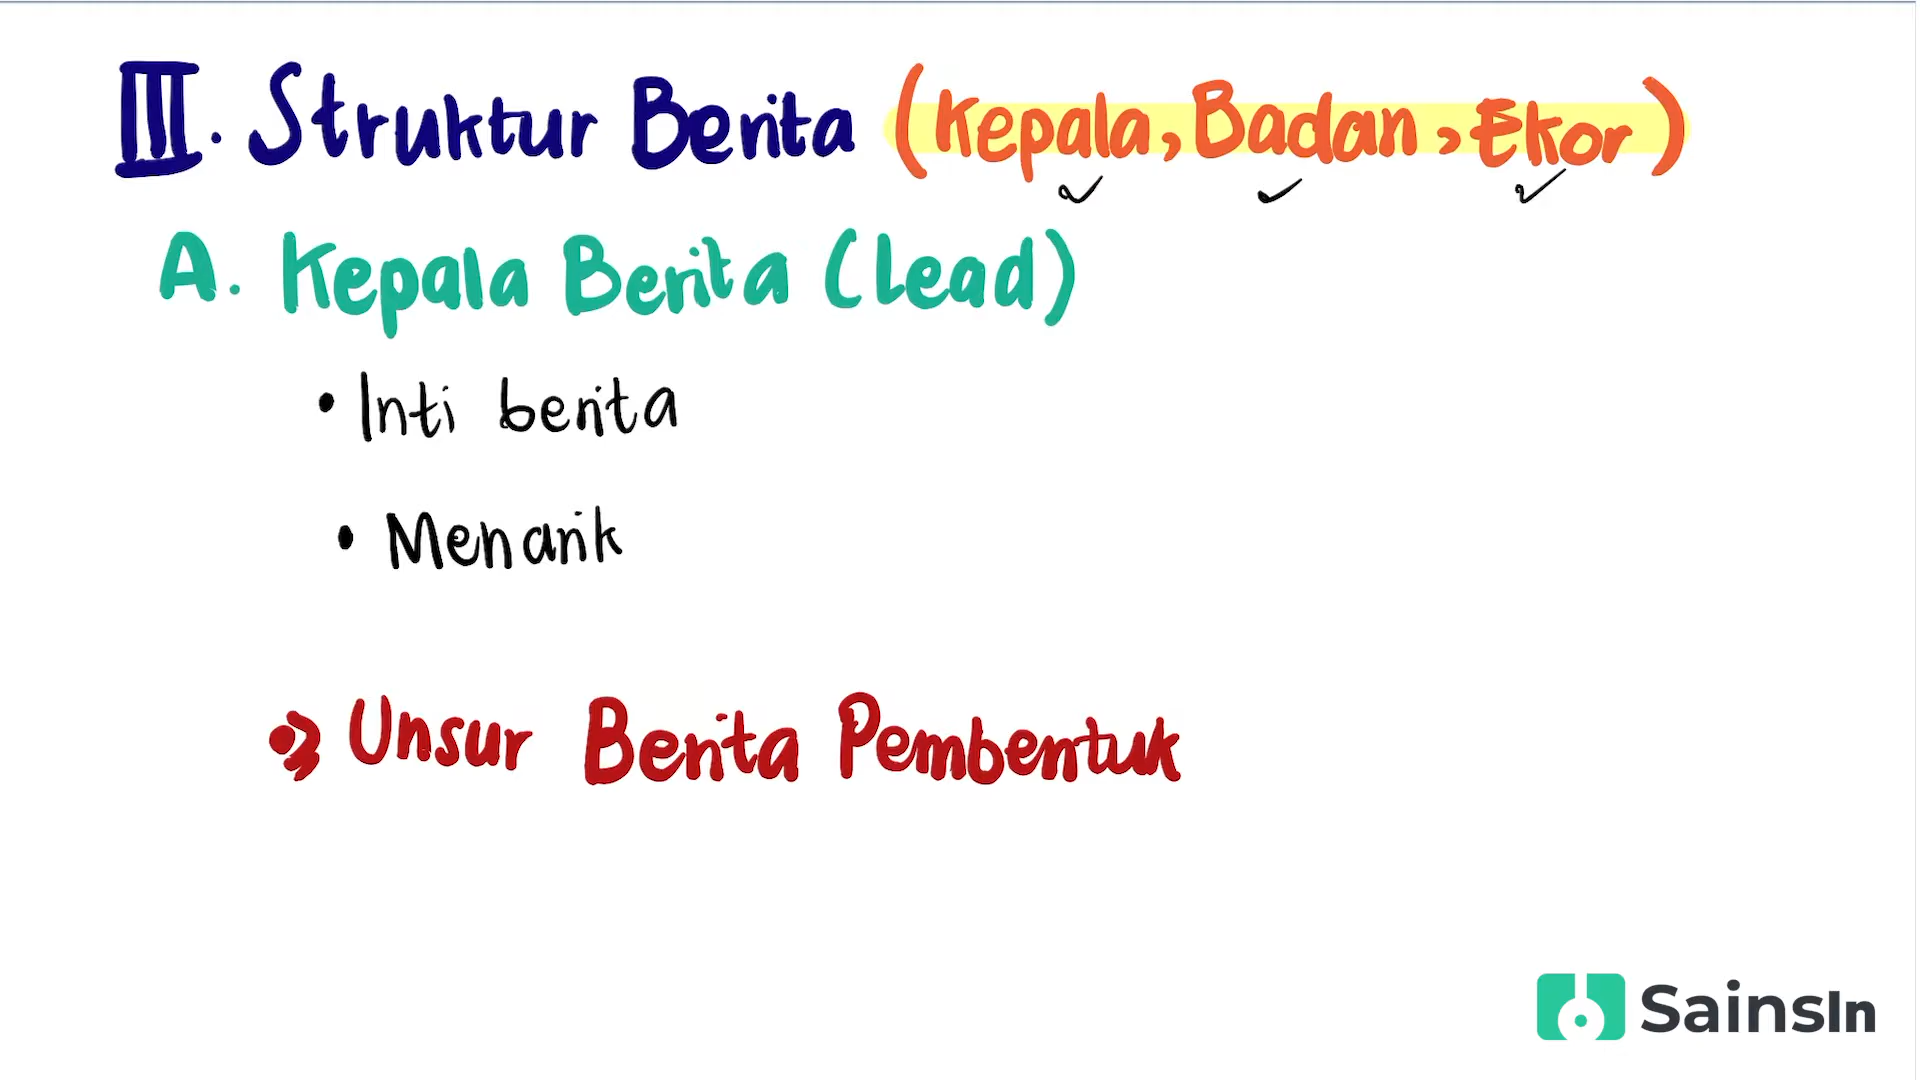 III. Struktur Berita (Kepala, Badan, Ekor)
A. Kepala Berita (Lead)
• Inti berita
• Menarik
Unsur Berita Pembentuk
SainsIn